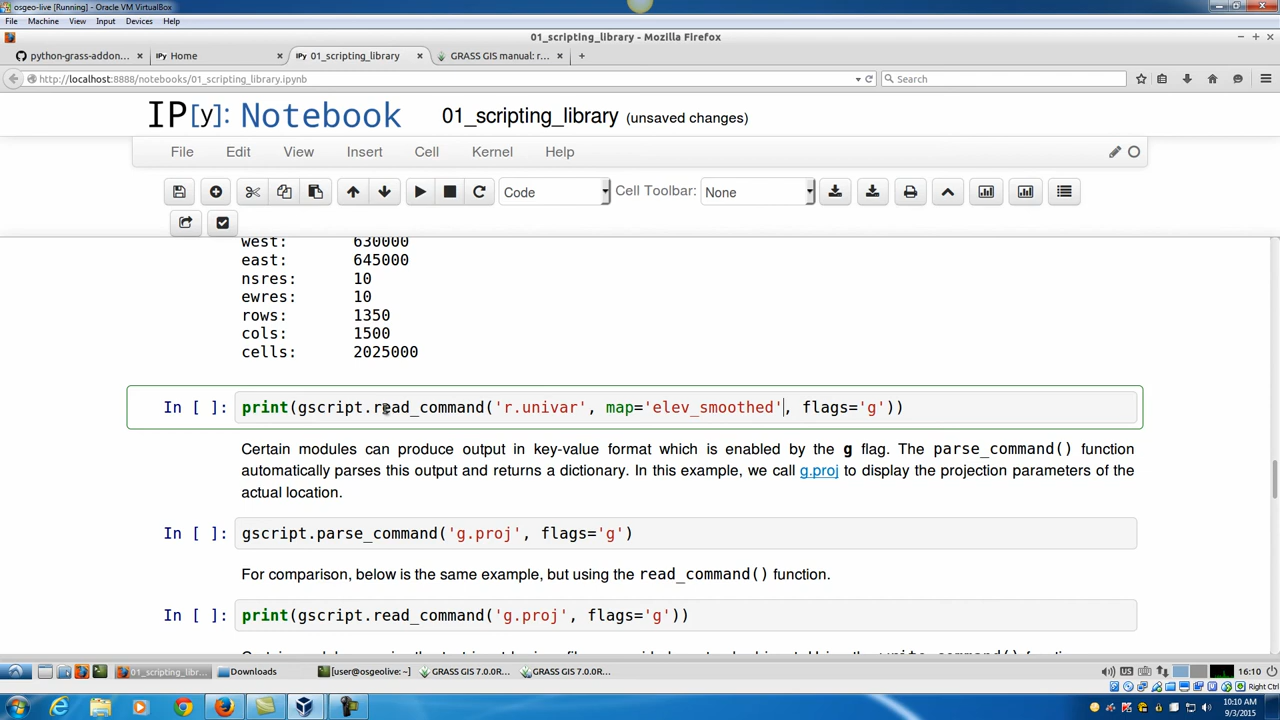 osgeo-live [Running] - Oracle VM VirtualBox
File Machine View Input Devices Help
01_scripting_library - Mozilla Firefox
python-grass-addon...
IPy Home
IPy 01_scripting_library
GRASS GIS manual: r...
http://localhost:8888/notebooks/01_scripting_library.ipynb
Search
IP[y]: Notebook
01_scripting_library (unsaved changes)
File Edit View Insert Cell Kernel Help
Code
Cell Toolbar: None
west: 630000
east: 645000
nsres: 10
ewres: 10
rows: 1350
cols: 1500
cells: 2025000
In [ ]: print(gscript.read_command('r.univar', map='elev_smoothed', flags='g'))
Certain modules can produce output in key-value format which is enabled by the g flag. The parse_command() function
automatically parses this output and returns a dictionary. In this example, we call g.proj to display the projection parameters of the
actual location.
In [ ]: gscript.parse_command('g.proj', flags='g')
For comparison, below is the same example, but using the read_command() function.
In [ ]: print(gscript.read_command('g.proj', flags='g'))
01_scripting_libr...
Downloads
[user@osgeolive: ~]
GRASS GIS 7.0.0R...
GRASS GIS 7.0.0R...
US
16:10
Right Ctrl
10:10 AM
9/3/2015